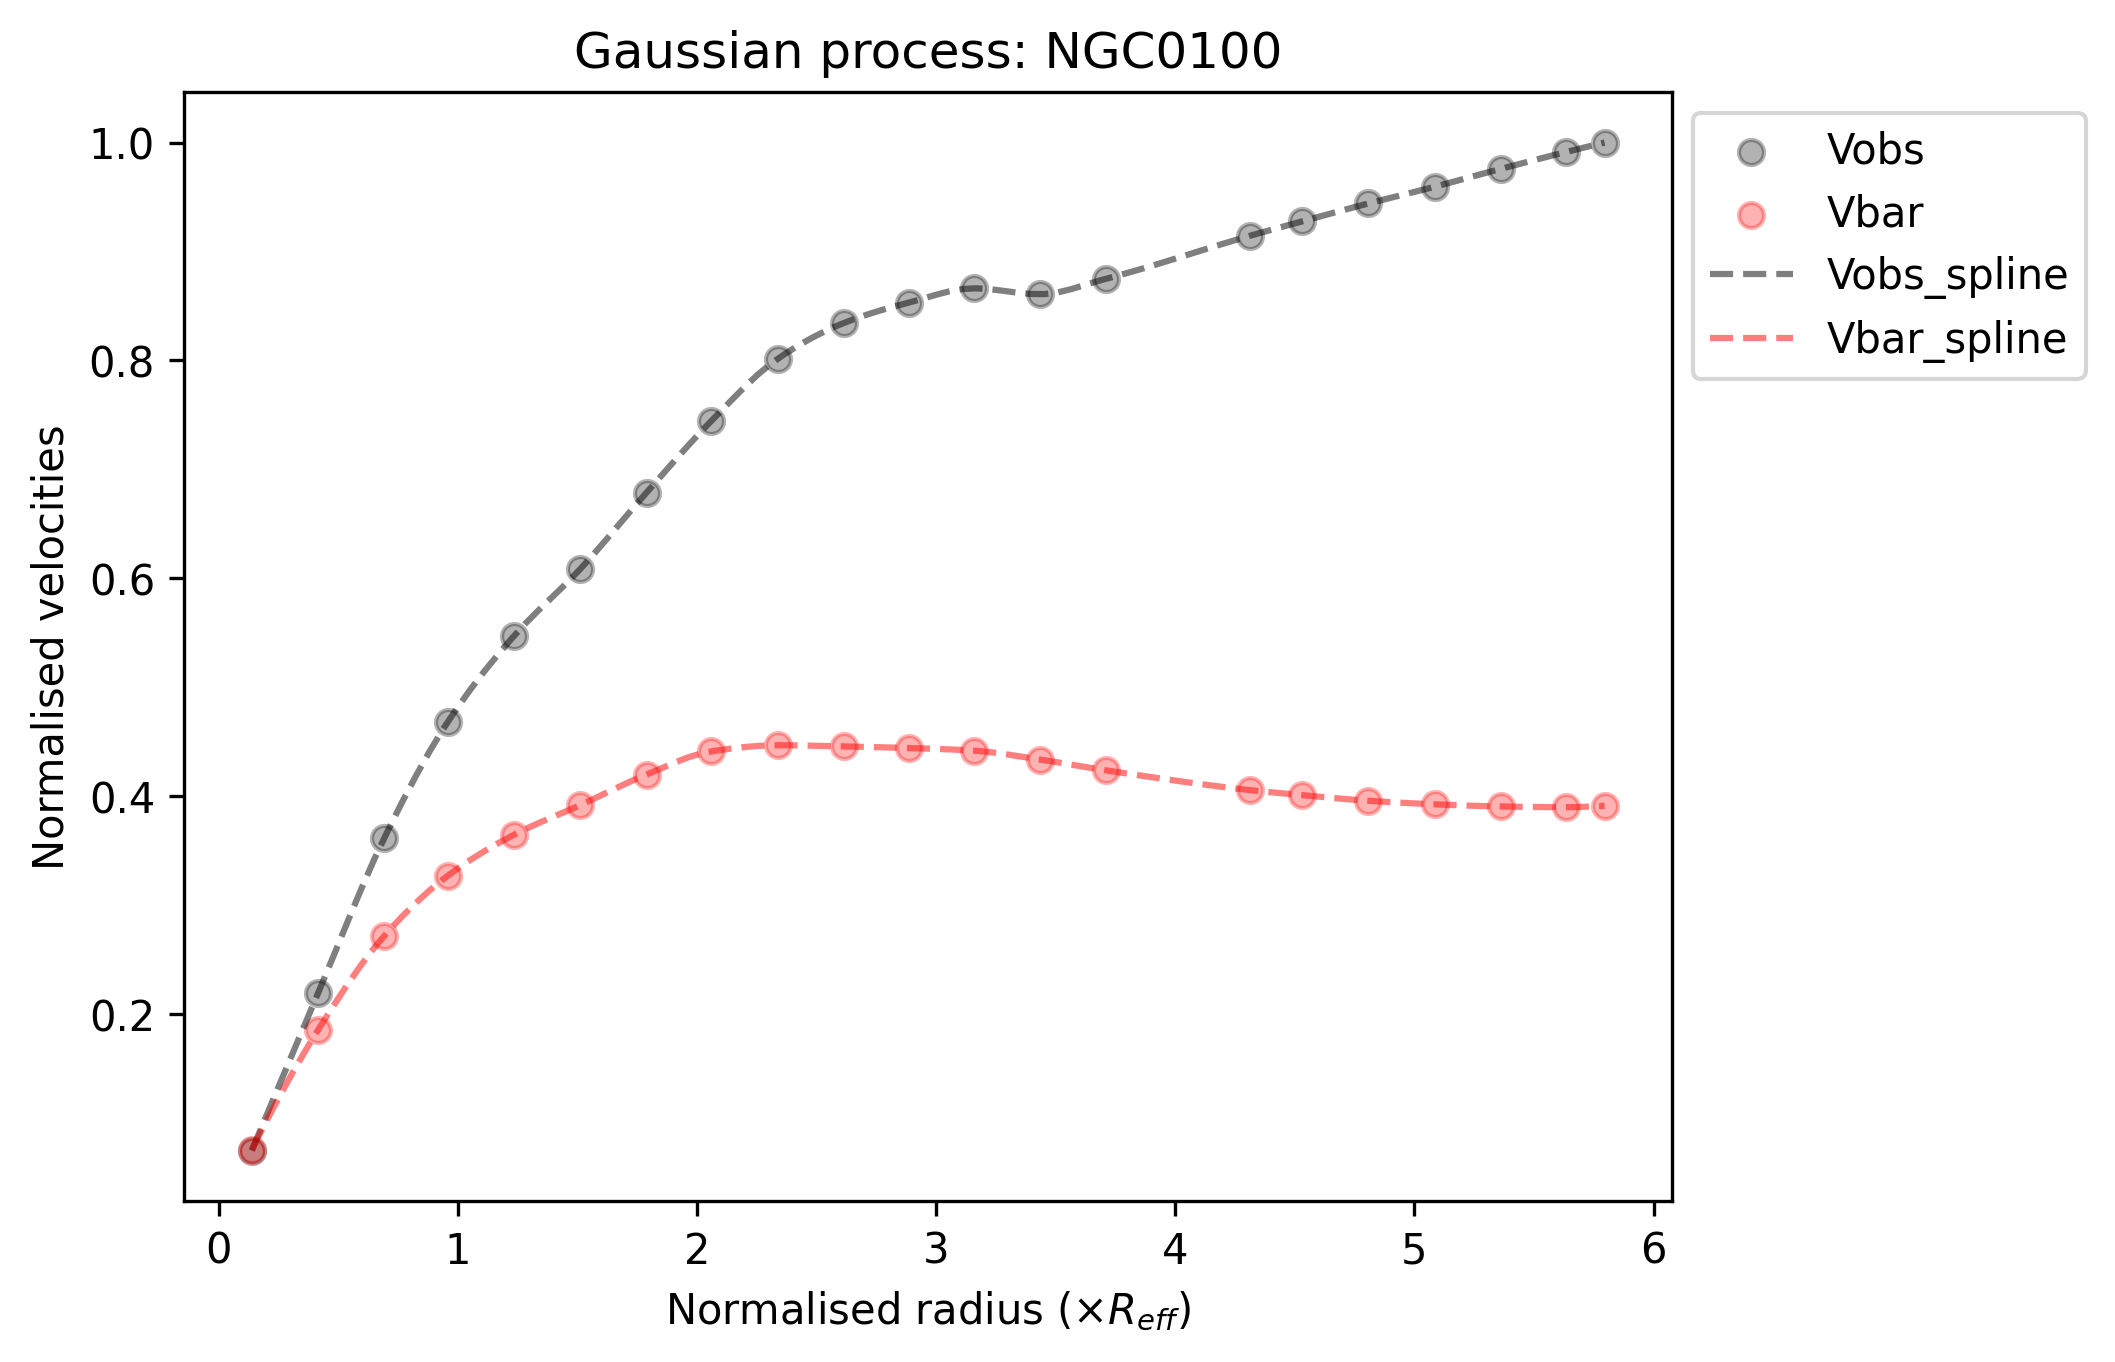 Gaussian process: NGC0100
1.0
0.8
0.6
0.4
0.2
Normalised velocities
0 1 2 3 4 5 6
Normalised radius (×R_eff)
Vobs
Vbar
Vobs_spline
Vbar_spline